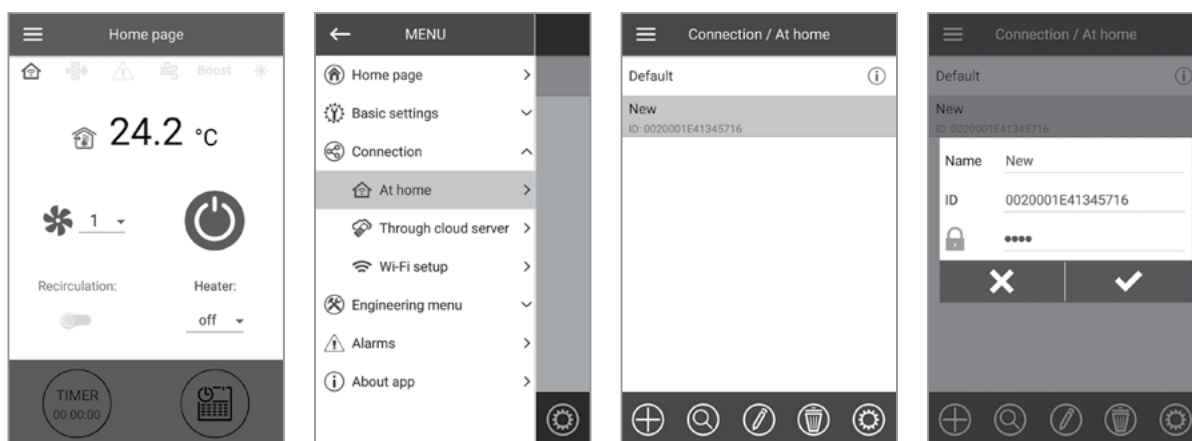 Home page
Boost
24.2 °C
1
Recirculation:
Heater:
off
TIMER
00:00:00
MENU
Home page
Basic settings
Connection
At home
Through cloud server
Wi-Fi setup
Engineering menu
Alarms
About app
Connection / At home
Default
New
ID: 0020001E41345716
Connection / At home
Default
New
ID: 0020001E41345716
Name New
ID 0020001E41345716
••••